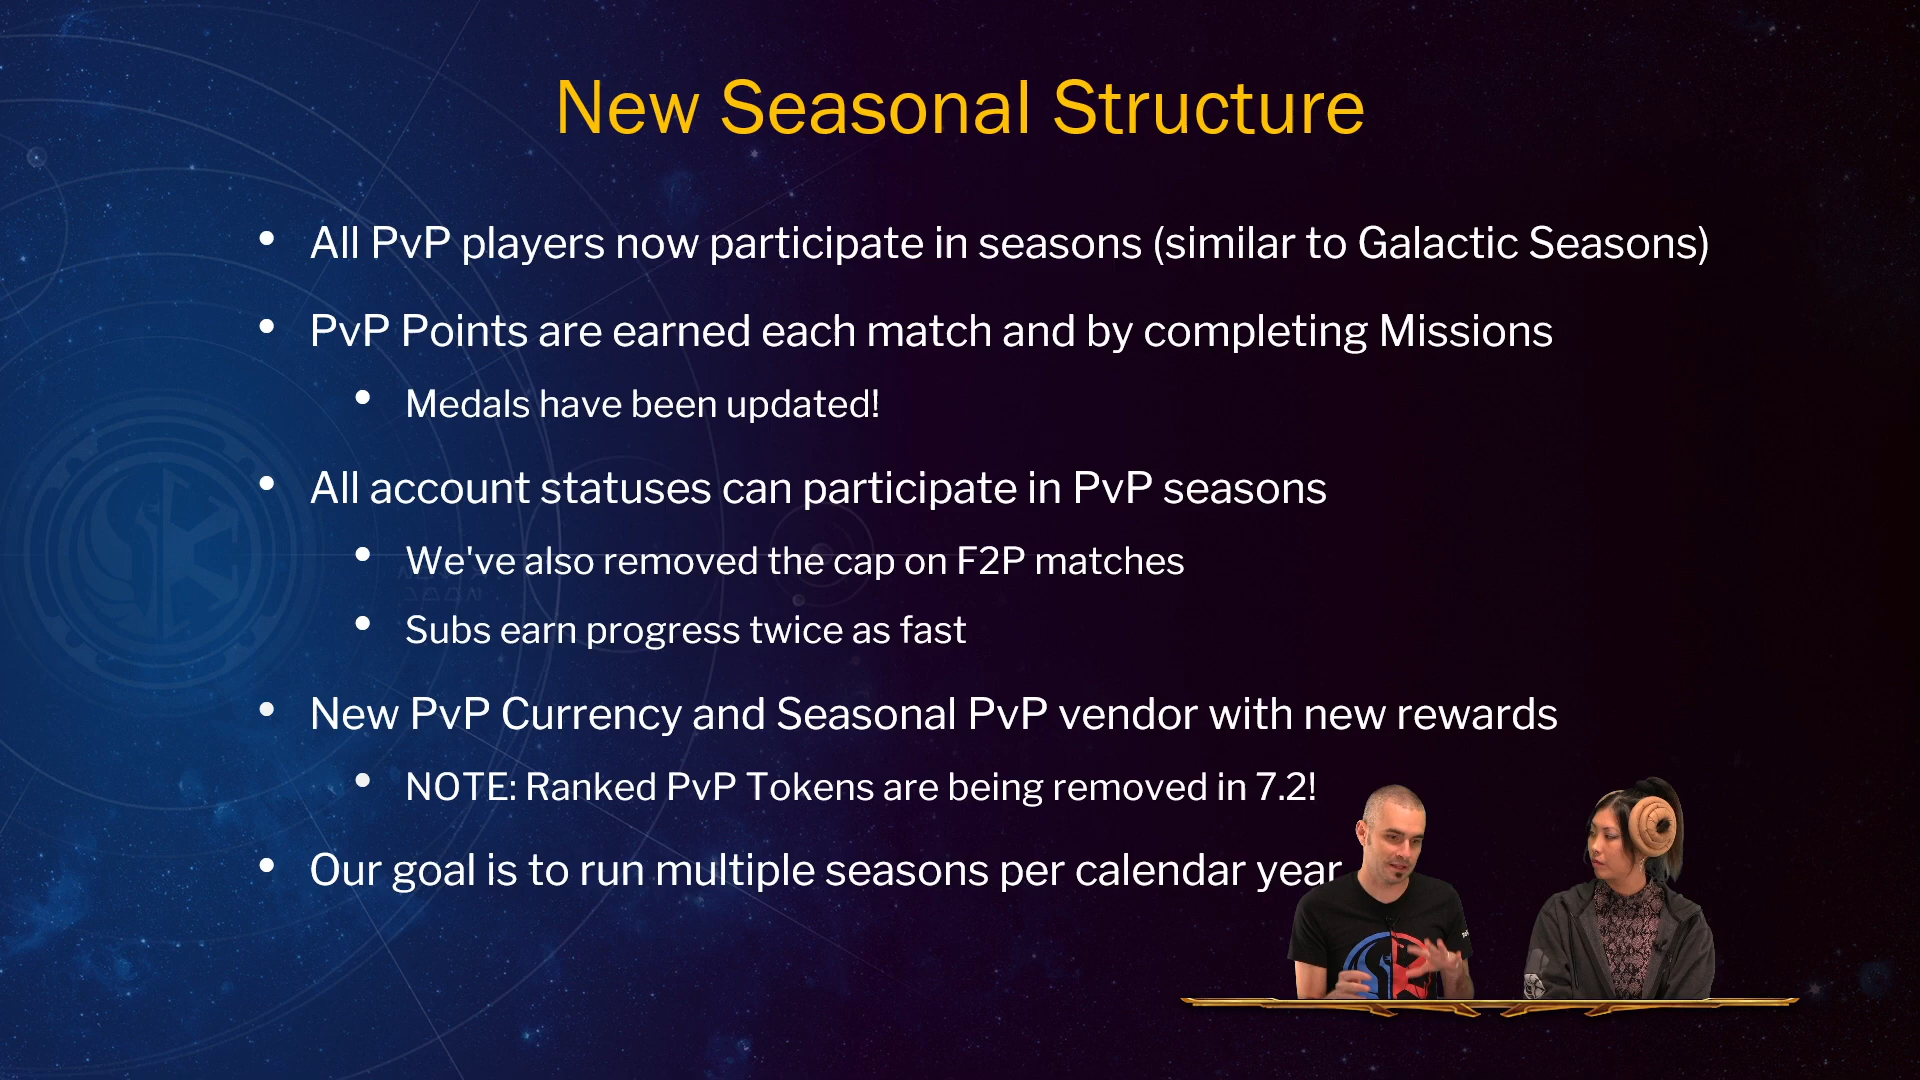 New Seasonal Structure
• All PvP players now participate in seasons (similar to Galactic Seasons)
• PvP Points are earned each match and by completing Missions
• Medals have been updated!
• All account statuses can participate in PvP seasons
• We've also removed the cap on F2P matches
• Subs earn progress twice as fast
• New PvP Currency and Seasonal PvP vendor with new rewards
• NOTE: Ranked PvP Tokens are being removed in 7.2!
• Our goal is to run multiple seasons per calendar year